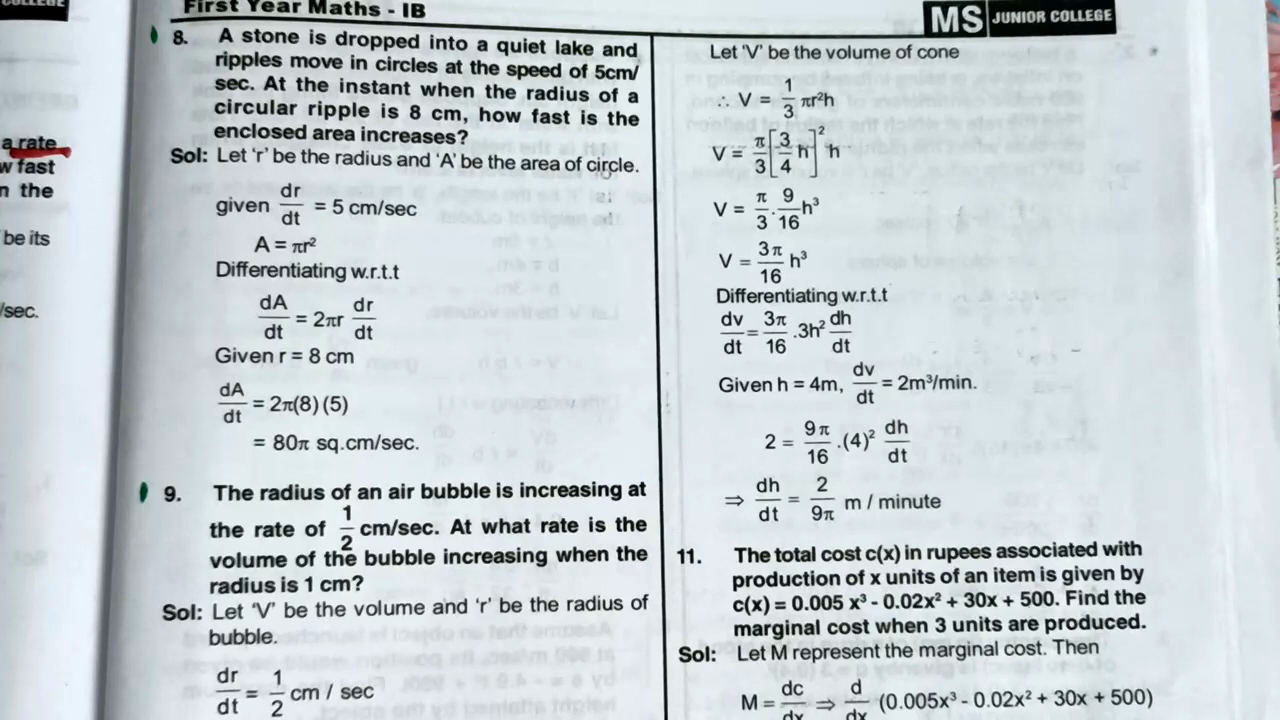 First Year Maths - IB
MS JUNIOR COLLEGE
a rate
w fast
n the
be its
/sec.
8. A stone is dropped into a quiet lake and
ripples move in circles at the speed of 5cm/
sec. At the instant when the radius of a
circular ripple is 8 cm, how fast is the
enclosed area increases?
Sol: Let 'r' be the radius and 'A' be the area of circle.
given dr/dt = 5 cm/sec
A = πr²
Differentiating w.r.t.t
dA/dt = 2πr dr/dt
Given r = 8 cm
dA/dt = 2π(8)(5)
= 80π sq.cm/sec.
9. The radius of an air bubble is increasing at
the rate of 1/2 cm/sec. At what rate is the
volume of the bubble increasing when the
radius is 1 cm?
Sol: Let 'V' be the volume and 'r' be the radius of
bubble.
dr/dt = 1/2 cm / sec
Let 'V' be the volume of cone
∴ V = 1/3 πr²h
V = π/3 [3/4 h]² h
V = π/3 . 9/16 h³
V = 3π/16 h³
Differentiating w.r.t.t
dv/dt = 3π/16 .3h² dh/dt
Given h = 4m, dv/dt = 2m³/min.
2 = 9π/16 .(4)² dh/dt
⇒ dh/dt = 2/9π m / minute
11. The total cost c(x) in rupees associated with
production of x units of an item is given by
c(x) = 0.005 x³ - 0.02x² + 30x + 500. Find the
marginal cost when 3 units are produced.
Sol: Let M represent the marginal cost. Then
M = dc/dx ⇒ d/dx (0.005x³ - 0.02x² + 30x + 500)